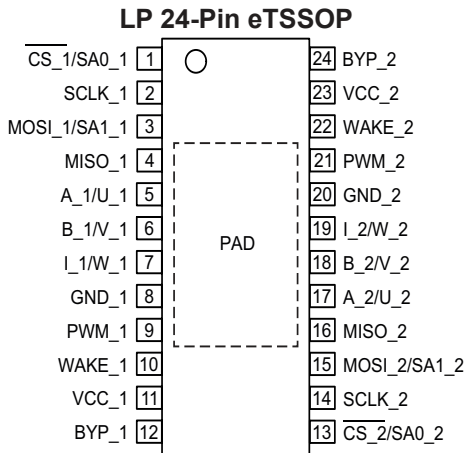 LP 24-Pin eTSSOP
CS_1/SA0_1 1
SCLK_1 2
MOSI_1/SA1_1 3
MISO_1 4
A_1/U_1 5
B_1/V_1 6
I_1/W_1 7
GND_1 8
PWM_1 9
WAKE_1 10
VCC_1 11
BYP_1 12
PAD
24 BYP_2
23 VCC_2
22 WAKE_2
21 PWM_2
20 GND_2
19 I_2/W_2
18 B_2/V_2
17 A_2/U_2
16 MISO_2
15 MOSI_2/SA1_2
14 SCLK_2
13 CS_2/SA0_2